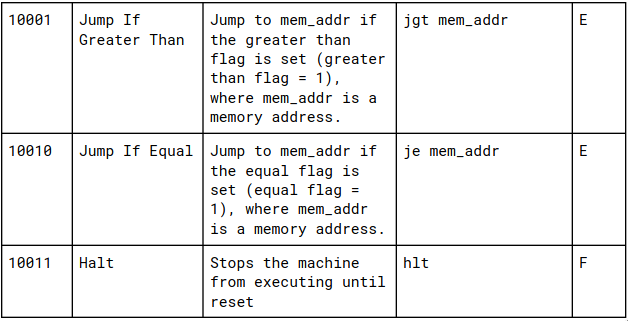 10001 Jump If Greater Than Jump to mem_addr if the greater than flag is set (greater than flag = 1), where mem_addr is a memory address. jgt mem_addr E
10010 Jump If Equal Jump to mem_addr if the equal flag is set (equal flag = 1), where mem_addr is a memory address. je mem_addr E
10011 Halt Stops the machine from executing until reset hlt F